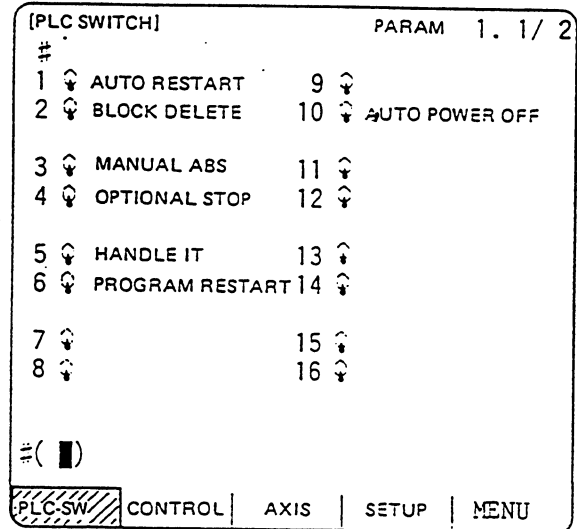 [PLC SWITCH] PARAM 1. 1/ 2
#
1 AUTO RESTART 9
2 BLOCK DELETE 10 AUTO POWER OFF
3 MANUAL ABS 11
4 OPTIONAL STOP 12
5 HANDLE IT 13
6 PROGRAM RESTART 14
7 15
8 16
#( )
PLC-SW CONTROL AXIS SETUP MENU